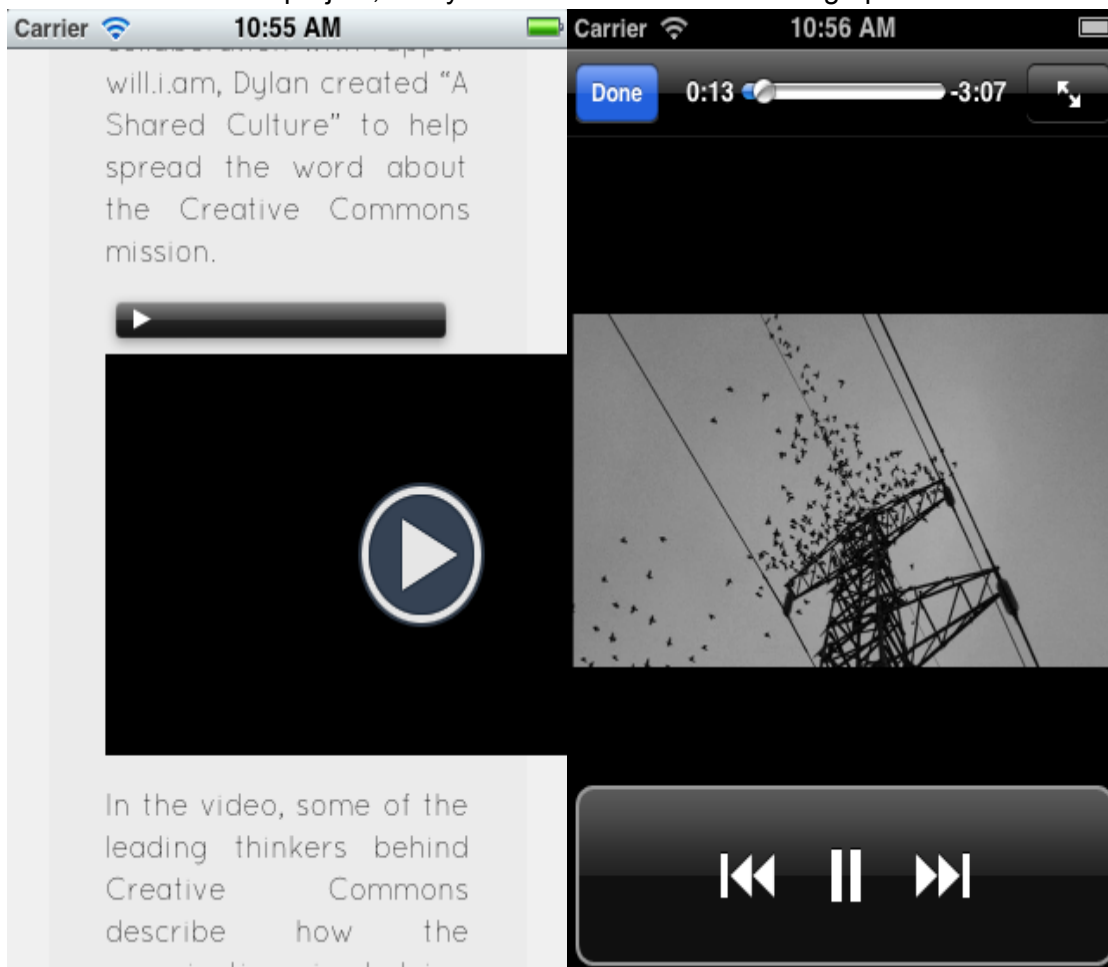 Carrier 10:55 AM
will.i.am, Dylan created “A
Shared Culture” to help
spread the word about
the Creative Commons
mission.
In the video, some of the
leading thinkers behind
Creative Commons
describe how the
Carrier 10:56 AM
Done 0:13 -3:07